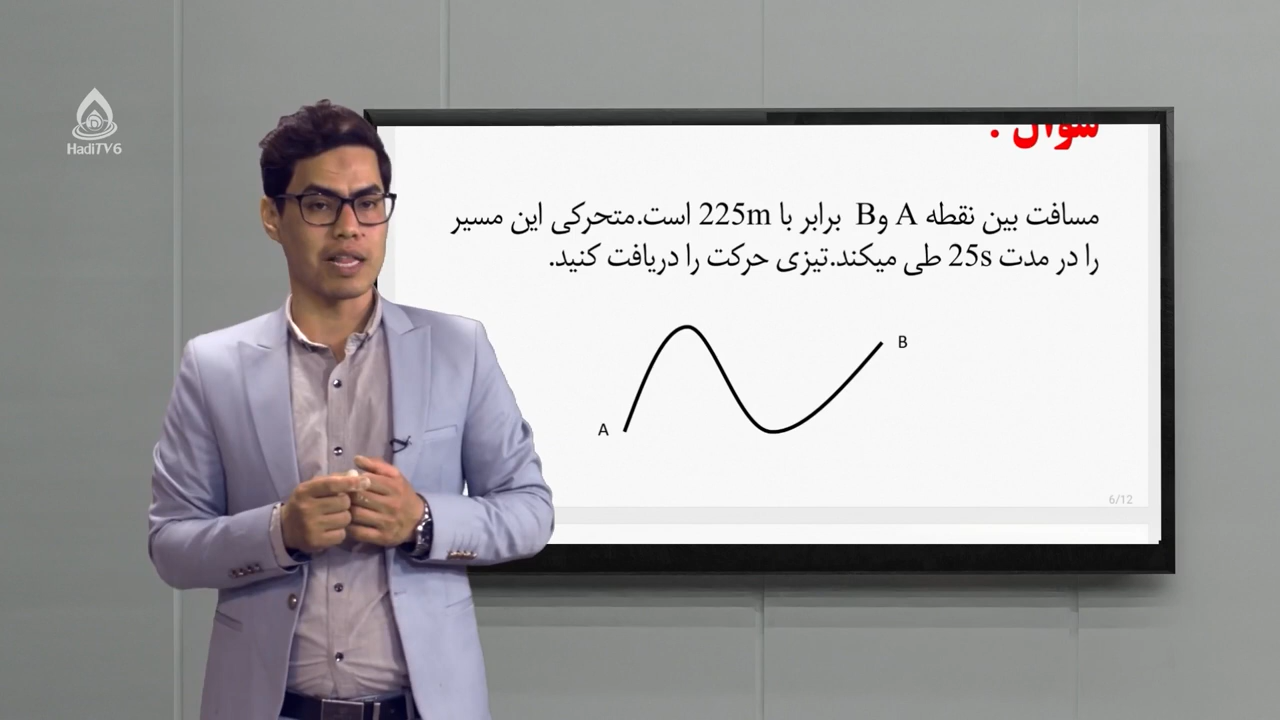 HadiTV6
سوال :
مسافت بین نقطه A وB برابر با 225m است.متحرکی این مسیر
را در مدت 25s طی میکند.تیزی حرکت را دریافت کنید.
B
A
6/12